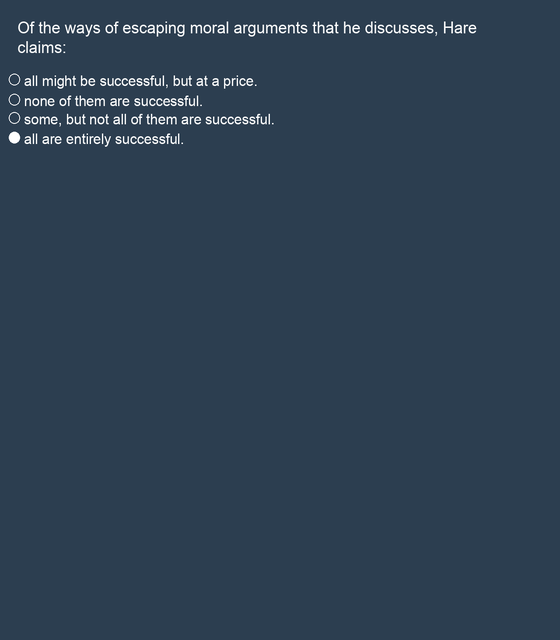 Of the ways of escaping moral arguments that he discusses, Hare
claims:
all might be successful, but at a price.
none of them are successful.
some, but not all of them are successful.
all are entirely successful.